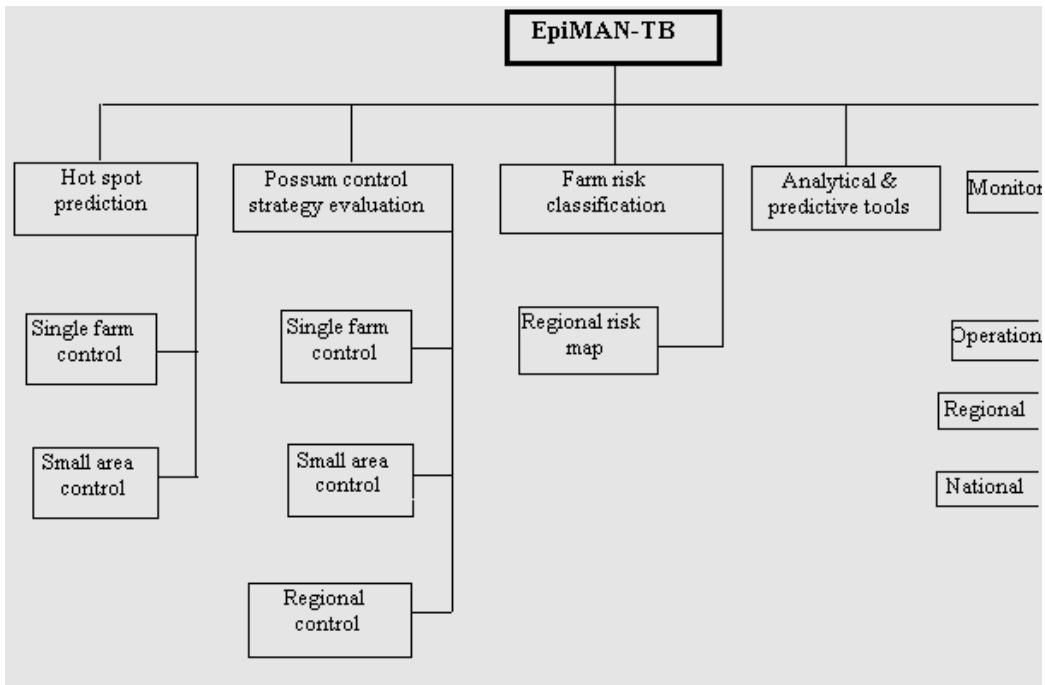 EpiMAN-TB
Hot spot
prediction
Possum control
strategy evaluation
Farm risk
classification
Analytical &
predictive tools
Monitor
Single farm
control
Single farm
control
Regional risk
map
Operation
Regional
Small area
control
Small area
control
National
Regional
control